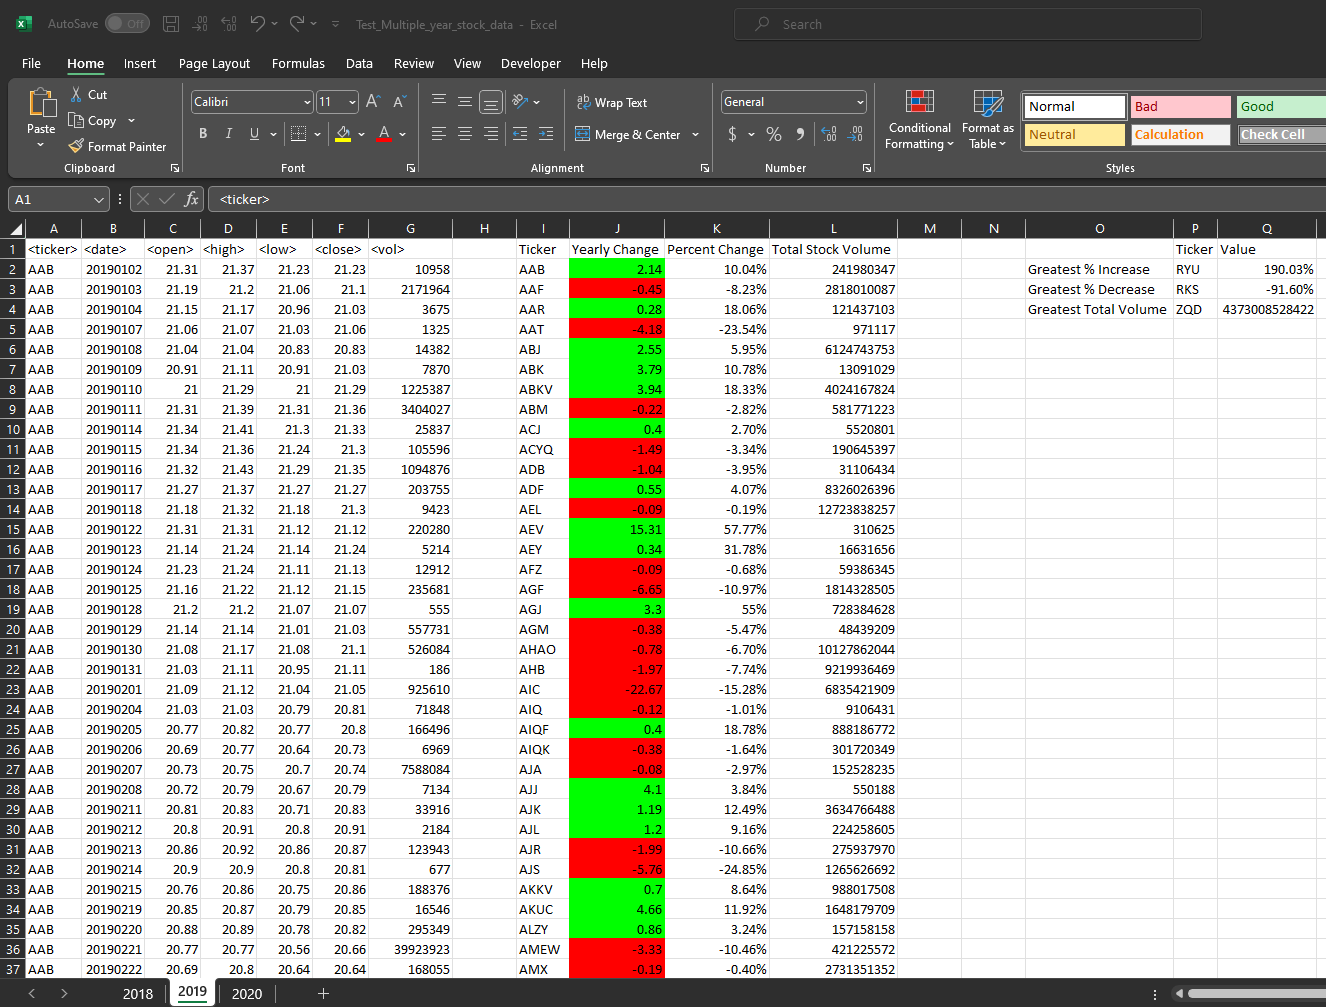 AutoSave Off Test_Multiple_year_stock_data - Excel Search
File Home Insert Page Layout Formulas Data Review View Developer Help
Paste Cut Copy Format Painter Clipboard
Calibri 11 B I U A Font
Wrap Text Merge & Center Alignment
General $ % Number
Conditional Formatting Format as Table
Normal Bad Good Neutral Calculation Check Cell Styles
A1 fx <ticker>
A B C D E F G H I J K L M N O P Q
1 <ticker> <date> <open> <high> <low> <close> <vol> Ticker Yearly Change Percent Change Total Stock Volume Ticker Value
2 AAB 20190102 21.31 21.37 21.23 21.23 10958 AAB 2.14 10.04% 241980347 Greatest % Increase RYU 190.03%
3 AAB 20190103 21.19 21.2 21.06 21.1 2171964 AAF -0.45 -8.23% 2818010087 Greatest % Decrease RKS -91.60%
4 AAB 20190104 21.15 21.17 20.96 21.03 3675 AAR 0.28 18.06% 121437103 Greatest Total Volume ZQD 4373008528422
5 AAB 20190107 21.06 21.07 21.03 21.06 1325 AAT -4.18 -23.54% 971117
6 AAB 20190108 21.04 21.04 20.83 20.83 14382 ABJ 2.55 5.95% 6124743753
7 AAB 20190109 20.91 21.11 20.91 21.03 7870 ABK 3.79 10.78% 13091029
8 AAB 20190110 21 21.29 21 21.29 1225387 ABKV 3.94 18.33% 4024167824
9 AAB 20190111 21.31 21.39 21.31 21.36 3404027 ABM -0.22 -2.82% 581771223
10 AAB 20190114 21.34 21.41 21.3 21.33 25837 ACJ 0.4 2.70% 5520801
11 AAB 20190115 21.34 21.36 21.24 21.3 105596 ACYQ -1.49 -3.34% 190645397
12 AAB 20190116 21.32 21.43 21.29 21.35 1094876 ADB -1.04 -3.95% 31106434
13 AAB 20190117 21.27 21.37 21.27 21.27 203755 ADF 0.55 4.07% 8326026396
14 AAB 20190118 21.18 21.32 21.18 21.3 9423 AEL -0.09 -0.19% 12723838257
15 AAB 20190122 21.31 21.31 21.12 21.12 220280 AEV 15.31 57.77% 310625
16 AAB 20190123 21.14 21.24 21.14 21.24 5214 AEY 0.34 31.78% 16631656
17 AAB 20190124 21.23 21.24 21.11 21.13 12912 AFZ -0.09 -0.68% 59386345
18 AAB 20190125 21.16 21.22 21.12 21.15 235681 AGF -6.65 -10.97% 1814328505
19 AAB 20190128 21.2 21.2 21.07 21.07 555 AGJ 3.3 55% 728384628
20 AAB 20190129 21.14 21.14 21.01 21.03 557731 AGM -0.38 -5.47% 48439209
21 AAB 20190130 21.08 21.17 21.08 21.1 526084 AHAO -0.78 -6.70% 10127862044
22 AAB 20190131 21.03 21.11 20.95 21.11 186 AHB -1.97 -7.74% 9219936469
23 AAB 20190201 21.09 21.12 21.04 21.05 925610 AIC -22.67 -15.28% 6835421909
24 AAB 20190204 21.03 21.03 20.79 20.81 71848 AIQ -0.12 -1.01% 9106431
25 AAB 20190205 20.77 20.82 20.77 20.8 166496 AIQF 0.4 18.78% 888186772
26 AAB 20190206 20.69 20.77 20.64 20.73 6969 AIQK -0.38 -1.64% 301720349
27 AAB 20190207 20.73 20.75 20.7 20.74 7588084 AJA -0.08 -2.97% 152528235
28 AAB 20190208 20.72 20.79 20.67 20.79 7134 AJJ 4.1 3.84% 550188
29 AAB 20190211 20.81 20.83 20.71 20.83 33916 AJK 1.19 12.49% 3634766488
30 AAB 20190212 20.8 20.91 20.8 20.91 2184 AJL 1.2 9.16% 224258605
31 AAB 20190213 20.86 20.92 20.86 20.87 123943 AJR -1.99 -10.66% 275937970
32 AAB 20190214 20.9 20.9 20.8 20.81 677 AJS -5.76 -24.85% 1265626692
33 AAB 20190215 20.76 20.86 20.75 20.86 188376 AKKV 0.7 8.64% 988017508
34 AAB 20190219 20.85 20.87 20.79 20.85 16546 AKUC 4.66 11.92% 1648179709
35 AAB 20190220 20.88 20.89 20.78 20.82 295349 ALZY 0.86 3.24% 157158158
36 AAB 20190221 20.77 20.77 20.56 20.66 39923923 AMEW -3.33 -10.46% 421225572
37 AAB 20190222 20.69 20.8 20.64 20.64 168055 AMX -0.19 -0.40% 2731351352
2018 2019 2020